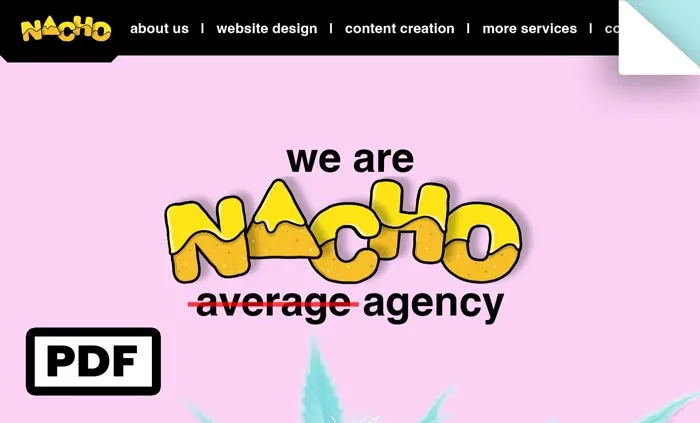 NACHO
about us | website design | content creation | more services | co
we are
NACHO
average agency
PDF